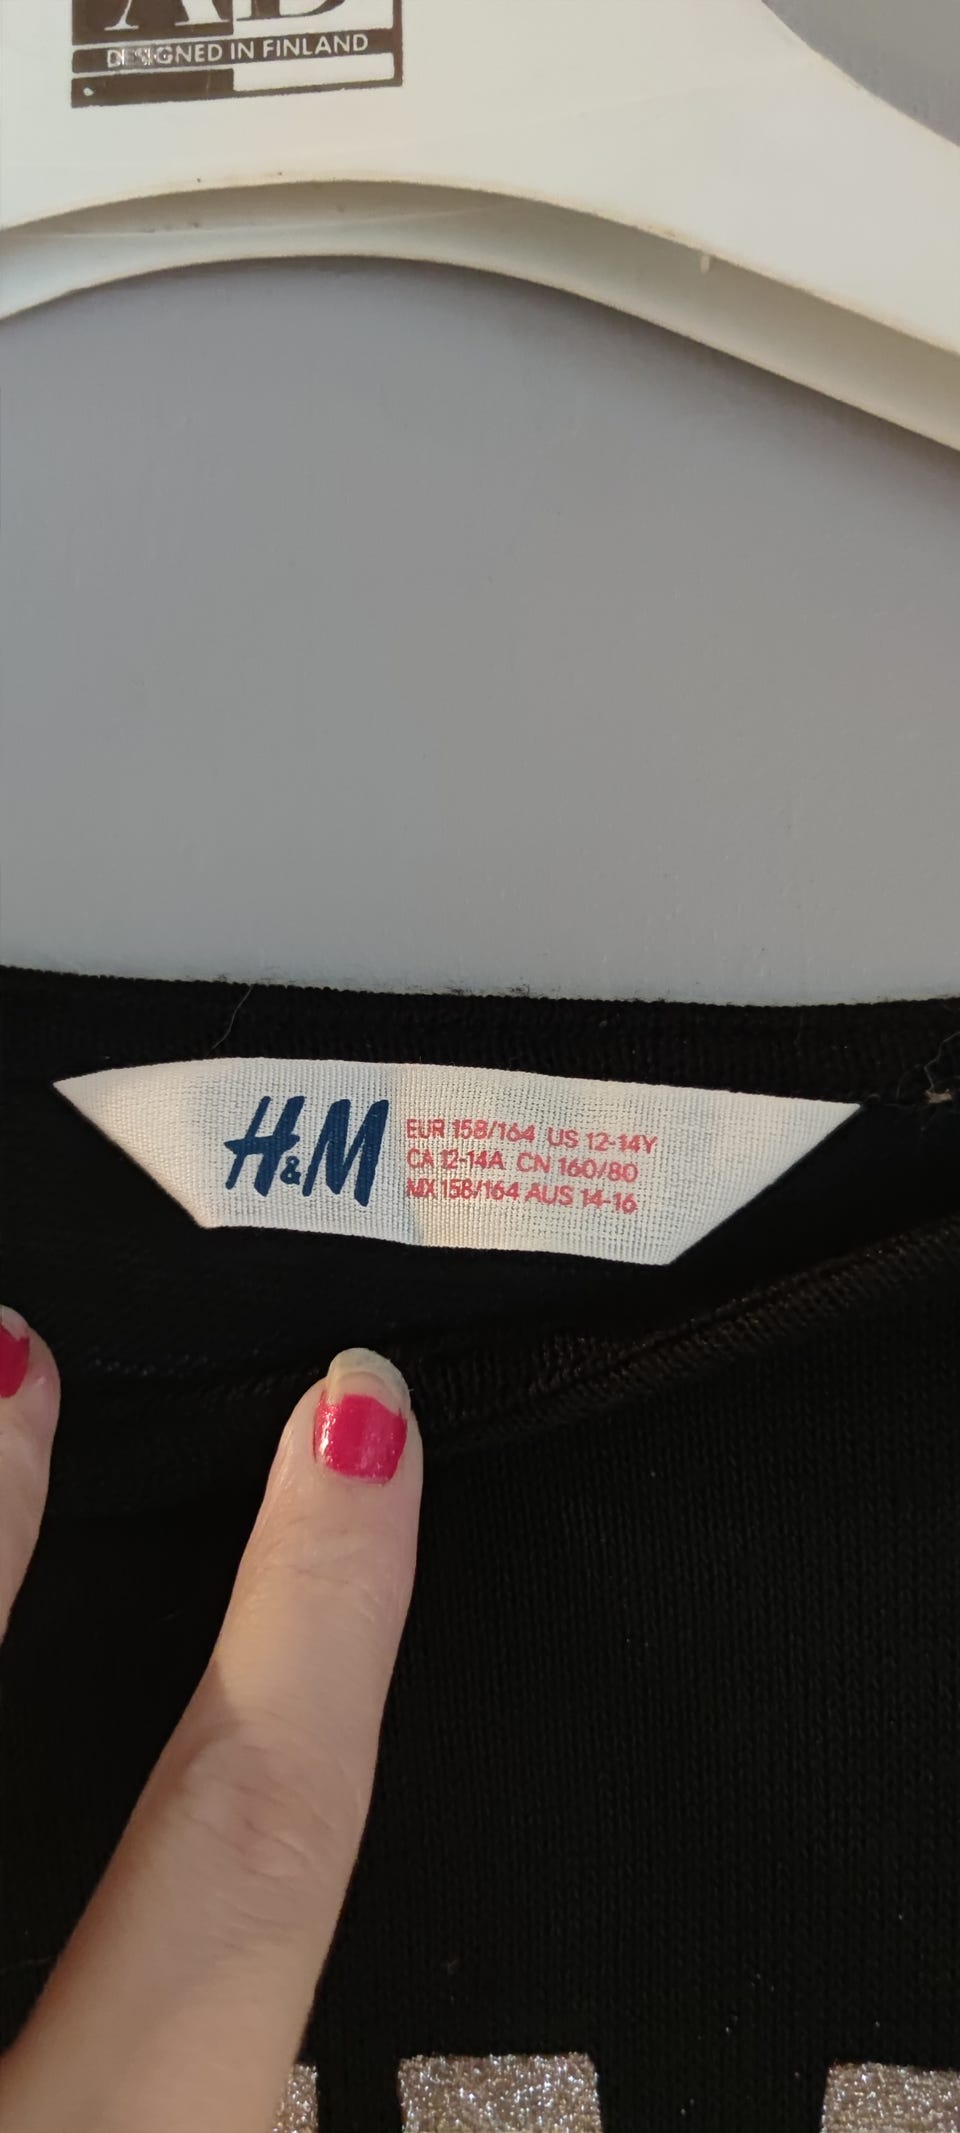 DESIGNED IN FINLAND
H&M
EUR 158/164 US 12-14Y
CA 12-14A CN 160/80
MX 158/164 AUS 14-16